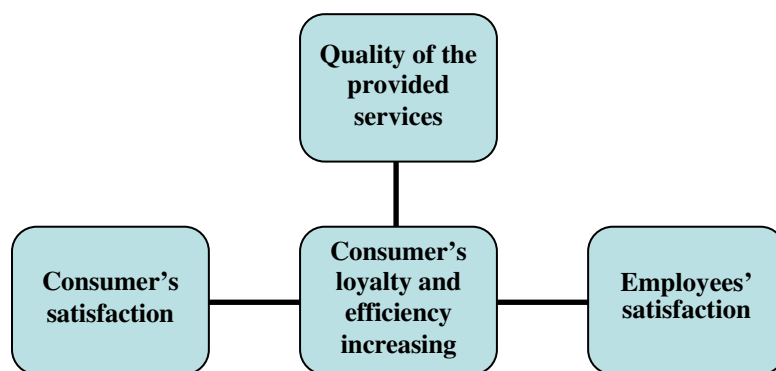 Quality of the
provided
services
Consumer’s
satisfaction
Consumer’s
loyalty and
efficiency
increasing
Employees’
satisfaction